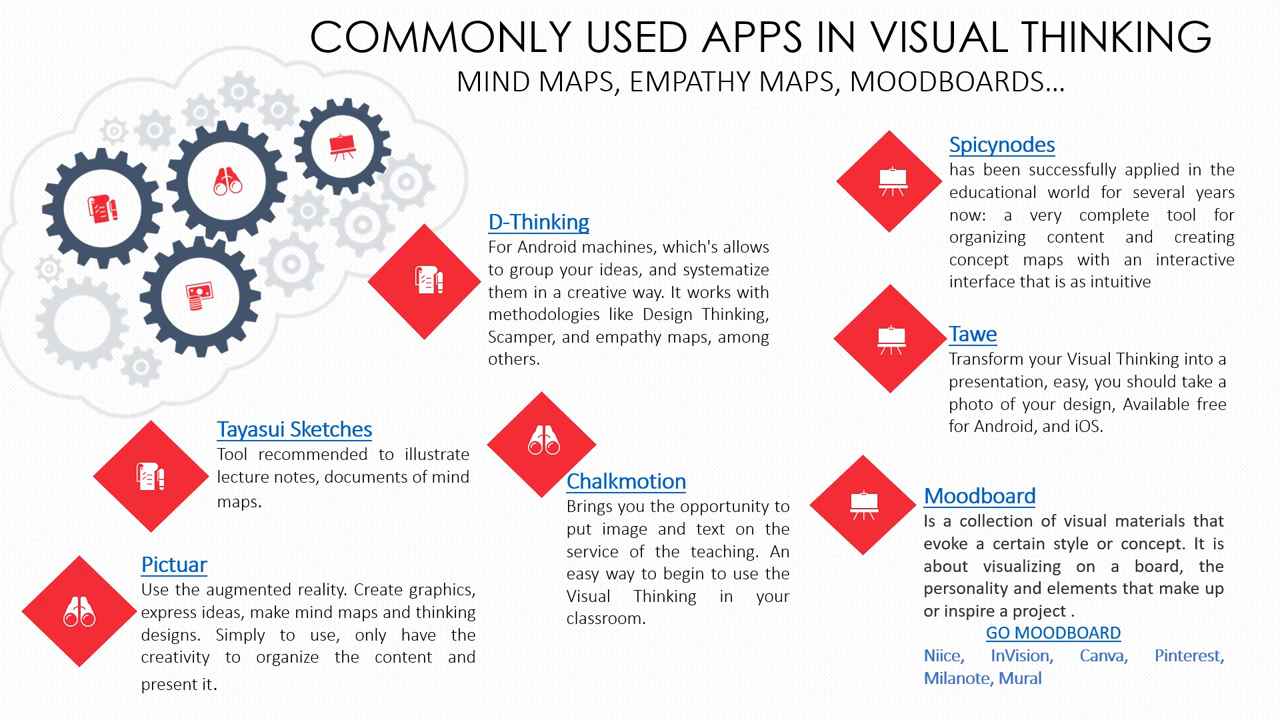 COMMONLY USED APPS IN VISUAL THINKING
MIND MAPS, EMPATHY MAPS, MOODBOARDS...
D-Thinking
For Android machines, which's allows
to group your ideas, and systematize
them in a creative way. It works with
methodologies like Design Thinking,
Scamper, and empathy maps, among
others.
Tayasui Sketches
Tool recommended to illustrate
lecture notes, documents of mind
maps.
Pictuar
Use the augmented reality. Create graphics,
express ideas, make mind maps and thinking
designs. Simply to use, only have the
creativity to organize the content and
present it.
Chalkmotion
Brings you the opportunity to
put image and text on the
service of the teaching. An
easy way to begin to use the
Visual Thinking in your
classroom.
Spicynodes
has been successfully applied in the
educational world for several years
now: a very complete tool for
organizing content and creating
concept maps with an interactive
interface that is as intuitive
Tawe
Transform your Visual Thinking into a
presentation, easy, you should take a
photo of your design, Available free
for Android, and iOS.
Moodboard
Is a collection of visual materials that
evoke a certain style or concept. It is
about visualizing on a board, the
personality and elements that make up
or inspire a project .
GO MOODBOARD
Niice, InVision, Canva, Pinterest,
Milanote, Mural